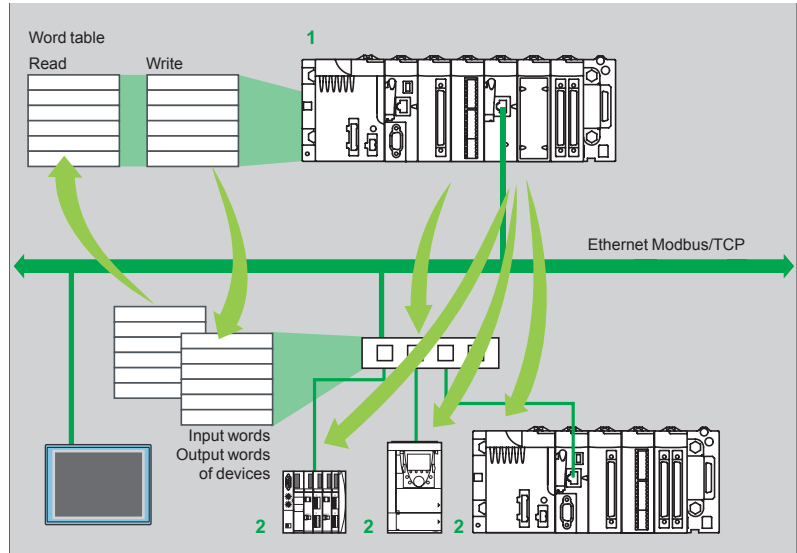 Word table
1
Read
Write
Ethernet Modbus/TCP
Input words
Output words
of devices
2
2
2